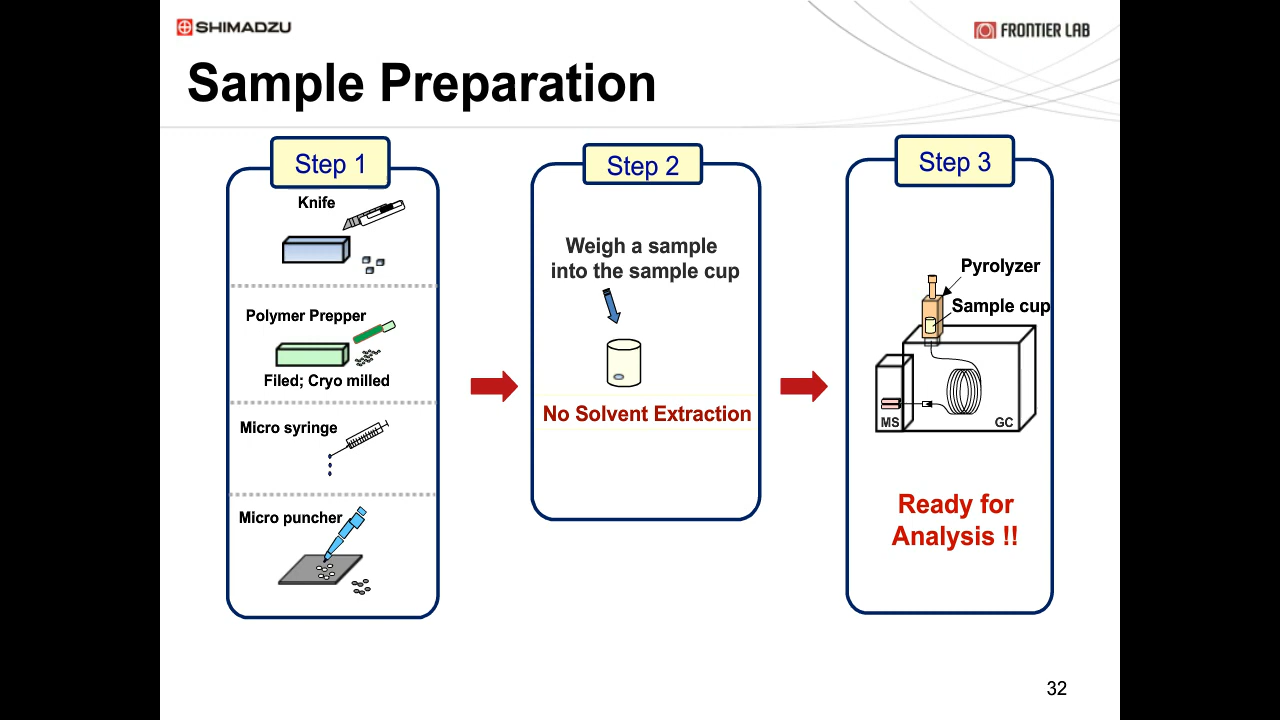 SHIMADZU
FRONTIER LAB
Sample Preparation
Step 1
Knife
Polymer Prepper
Filed; Cryo milled
Micro syringe
Micro puncher
Step 2
Weigh a sample
into the sample cup
No Solvent Extraction
Step 3
Pyrolyzer
Sample cup
MS
GC
Ready for
Analysis !!
32